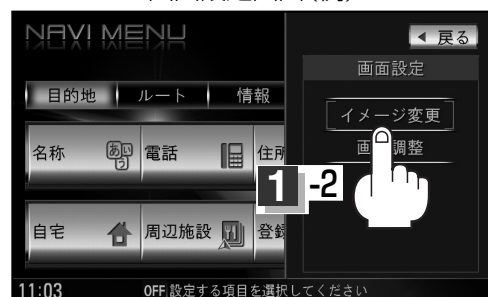 NAVI MENU
戻る
画面設定
目的地 ルート 情報
イメージ変更
調整
名称 あいう 電話 住所
1-2
自宅 周辺施設 登録
11:03 OFF 設定する項目を選択してください